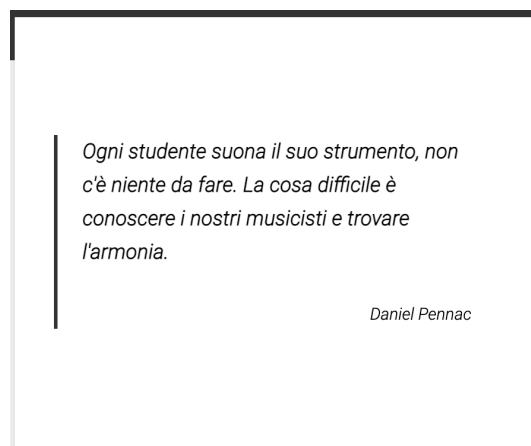 Ogni studente suona il suo strumento, non
c'è niente da fare. La cosa difficile è
conoscere i nostri musicisti e trovare
l'armonia.
Daniel Pennac